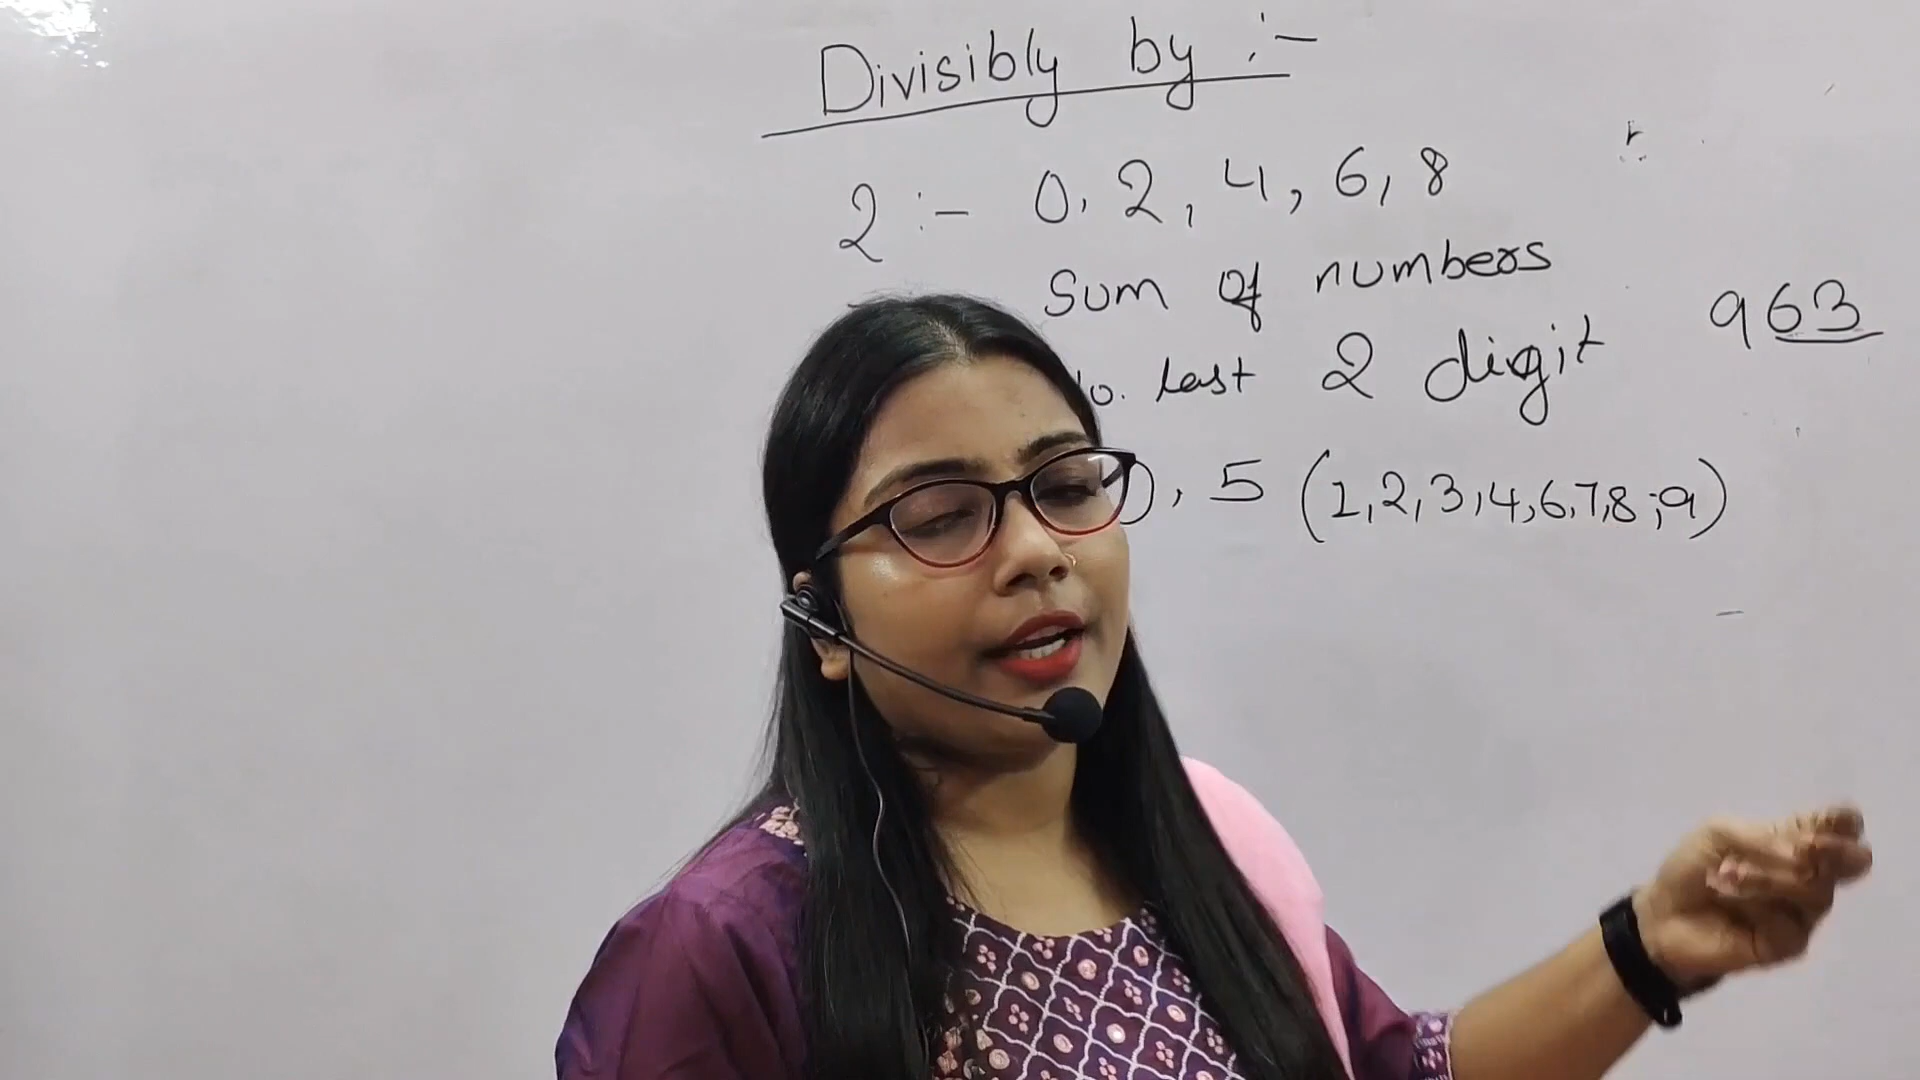 Divisibly by :-
2 :- 0, 2, 4, 6, 8
Sum of numbers
last 2 digit
963
, 5 (1,2,3,4,6,7,8,9)